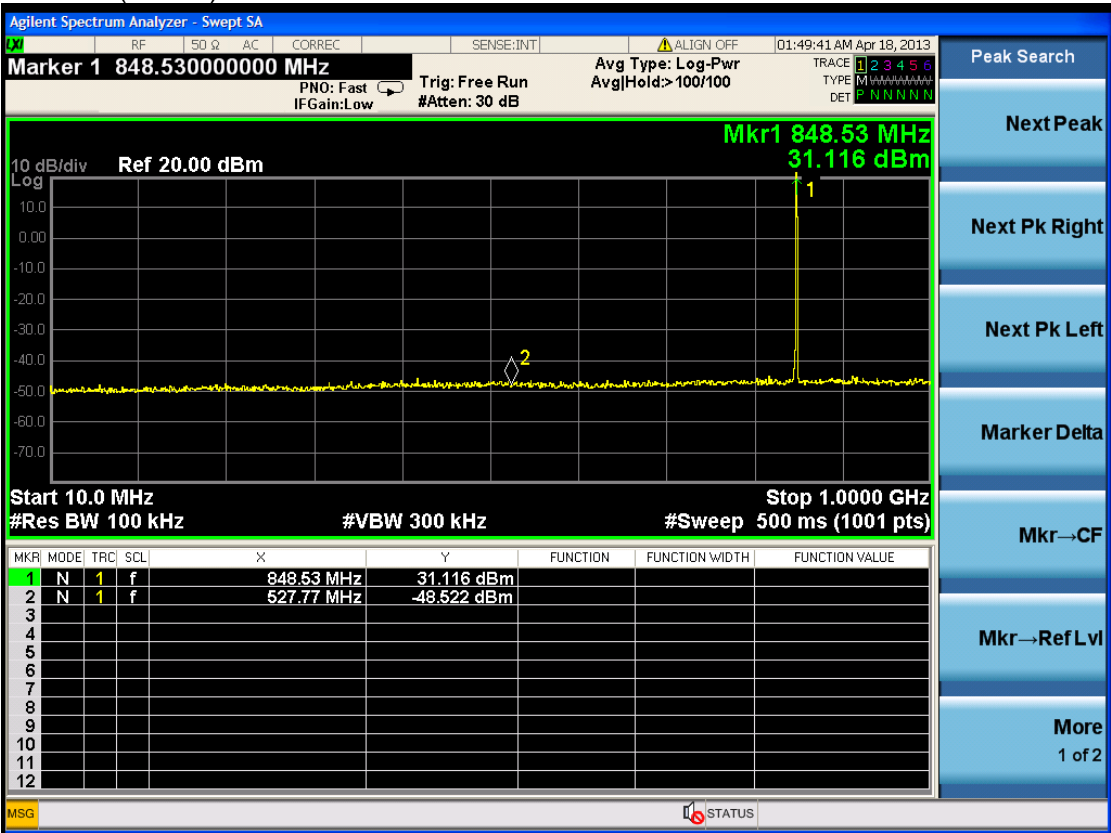 Agilent Spectrum Analyzer - Swept SA
LXI RF 50 Ω AC CORREC SENSE:INT ALIGN OFF 01:49:41 AM Apr 18, 2013
Marker 1 848.530000000 MHz
PNO: Fast
IFGain:Low
Trig: Free Run
#Atten: 30 dB
Avg Type: Log-Pwr
Avg|Hold:>100/100
TRACE 1 2 3 4 5 6
TYPE M WWWWW
DET P N N N N N
Mkr1 848.53 MHz
31.116 dBm
10 dB/div Ref 20.00 dBm
Log
1
10.0
0.00
-10.0
-20.0
-30.0
-40.0
2
-50.0
-60.0
-70.0
Start 10.0 MHz Stop 1.0000 GHz
#Res BW 100 kHz #VBW 300 kHz #Sweep 500 ms (1001 pts)
MKR MODE TRC SCL X Y FUNCTION FUNCTION WIDTH FUNCTION VALUE
1 N 1 f 848.53 MHz 31.116 dBm
2 N 1 f 527.77 MHz -48.522 dBm
3
4
5
6
7
8
9
10
11
12
MSG STATUS
Peak Search
Next Peak
Next Pk Right
Next Pk Left
Marker Delta
Mkr→CF
Mkr→Ref Lvl
More
1 of 2